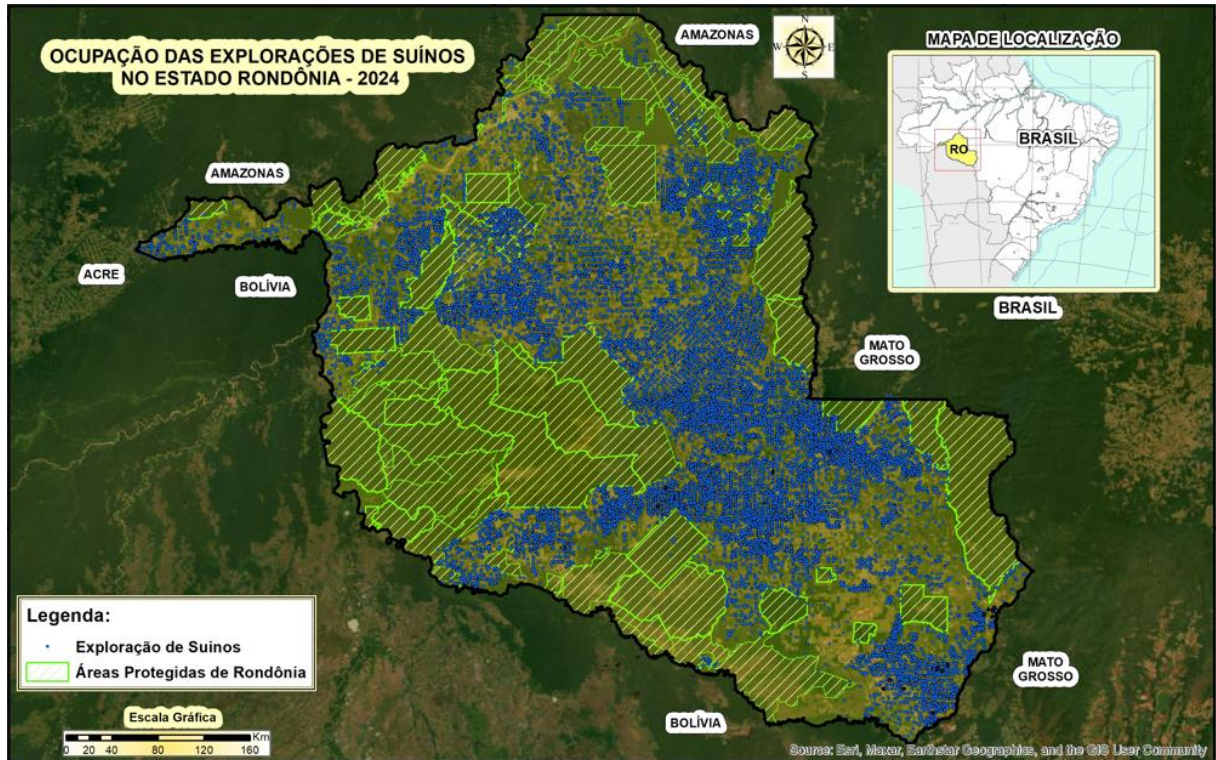 OCUPAÇÃO DAS EXPLORAÇÕES DE SUÍNOS
NO ESTADO RONDÔNIA - 2024
AMAZONAS
N
W E
S
MAPA DE LOCALIZAÇÃO
BRASIL
RO
BRASIL
AMAZONAS
ACRE
BOLÍVIA
MATO
GROSSO
Legenda:
Exploração de Suinos
Áreas Protegidas de Rondônia
MATO
GROSSO
BOLÍVIA
Escala Gráfica
Km
0 20 40 80 120 160
Source: Esri, Maxar, Earthstar Geographics, and the GIS User Community